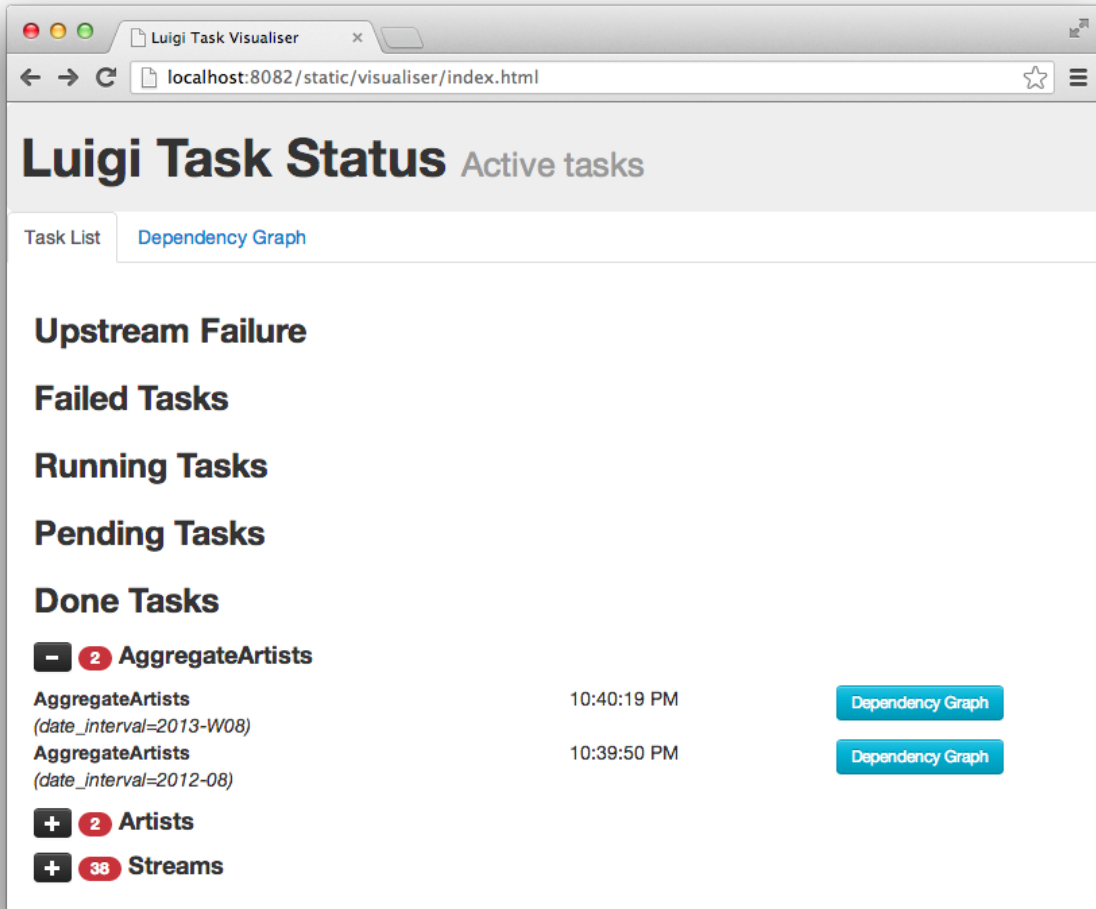 Luigi Task Visualiser
localhost:8082/static/visualiser/index.html
Luigi Task Status Active tasks
Task List Dependency Graph
Upstream Failure
Failed Tasks
Running Tasks
Pending Tasks
Done Tasks
2 AggregateArtists
AggregateArtists 10:40:19 PM Dependency Graph
(date_interval=2013-W08)
AggregateArtists 10:39:50 PM Dependency Graph
(date_interval=2012-08)
2 Artists
38 Streams